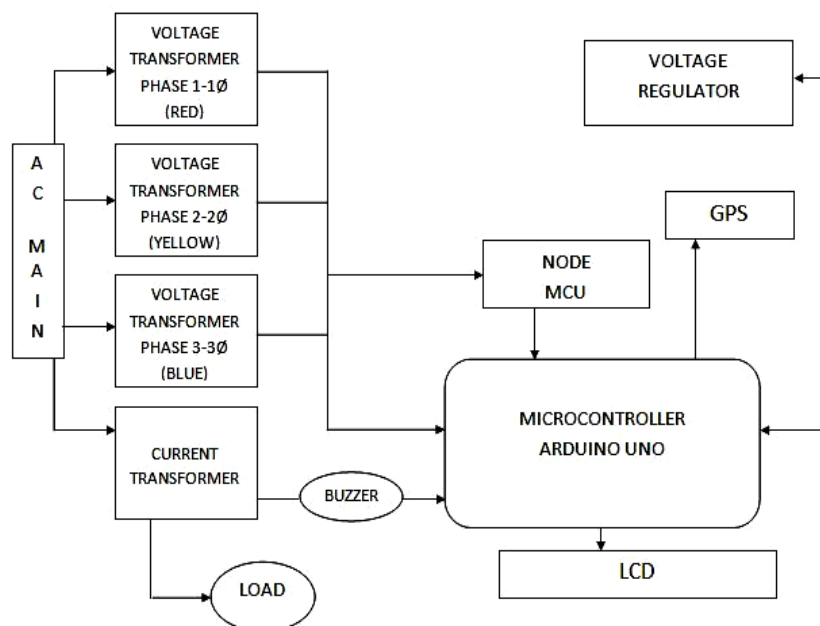 VOLTAGE
TRANSFORMER
PHASE 1-1Ø
(RED)
VOLTAGE
REGULATOR
A
C
M
A
I
N
VOLTAGE
TRANSFORMER
PHASE 2-2Ø
(YELLOW)
GPS
NODE
MCU
VOLTAGE
TRANSFORMER
PHASE 3-3Ø
(BLUE)
MICROCONTROLLER
ARDUINO UNO
CURRENT
TRANSFORMER
BUZZER
LOAD
LCD